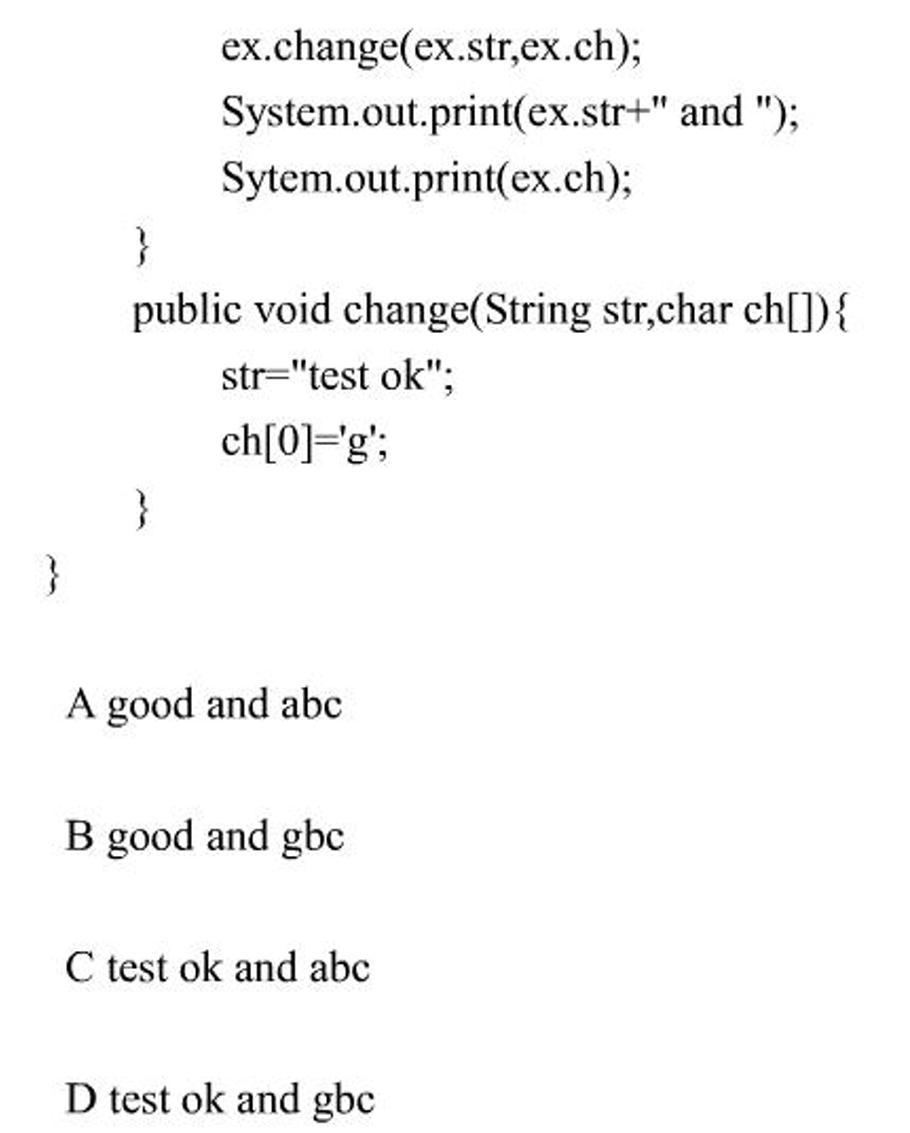 ex.change(ex.str,ex.ch);
System.out.print(ex.str+" and ");
Sytem.out.print(ex.ch);
}
public void change(String str,char ch[]){
str="test ok";
ch[0]='g';
}
}
A good and abc
B good and gbc
C test ok and abc
D test ok and gbc